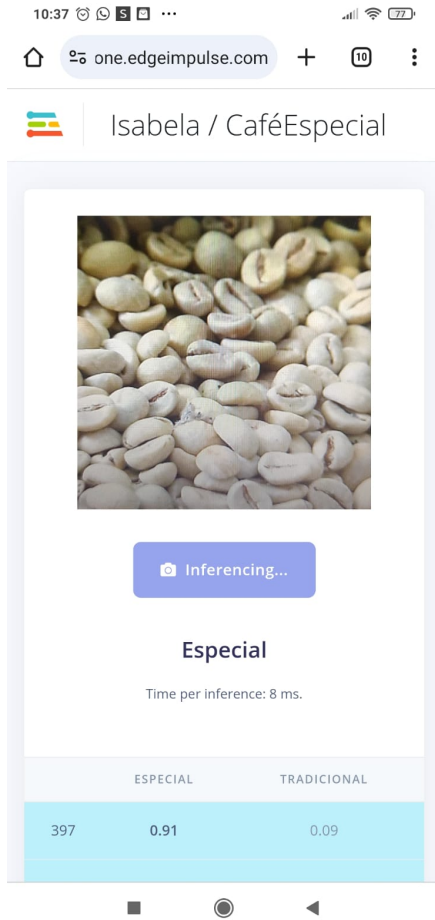 10:37 S 77
one.edgeimpulse.com 10
Isabela / CaféEspecial
Inferencing...
Especial
Time per inference: 8 ms.
ESPECIAL TRADICIONAL
397 0.91 0.09